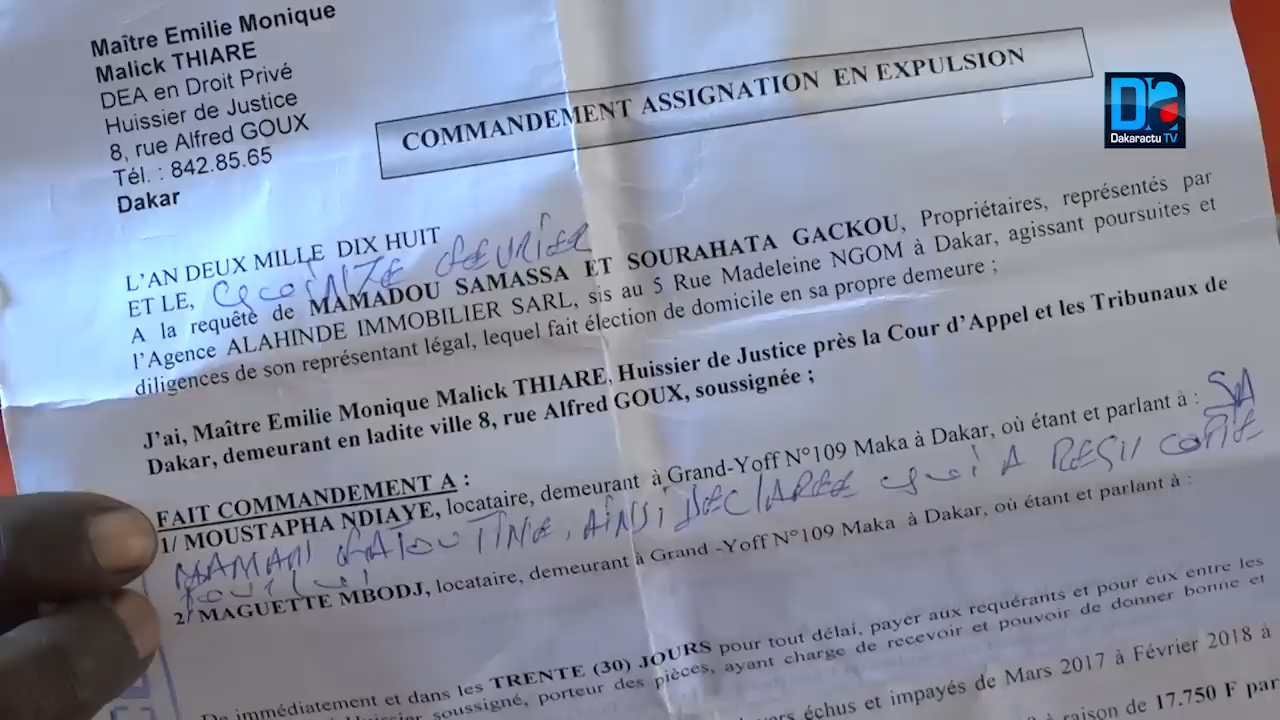 Maître Emilie Monique
Malick THIARE
DEA en Droit Privé
Huissier de Justice
8, rue Alfred GOUX
Tél. : 842.85.65
Dakar
COMMANDEMENT ASSIGNATION EN EXPULSION
Dakaractu TV
L'AN DEUX MILLE DIX HUIT
ET LE, quinze février
A la requête de MAMADOU SAMASSA ET SOURAHATA GACKOU, Propriétaires, représentés par
l'Agence ALAHINDE IMMOBILIER SARL, sis au 5 Rue Madeleine NGOM à Dakar, agissant poursuites et
diligences de son représentant légal, lequel fait élection de domicile en sa propre demeure ;
J'ai, Maître Emilie Monique Malick THIARE, Huissier de Justice près la Cour d'Appel et les Tribunaux de
Dakar, demeurant en ladite ville 8, rue Alfred GOUX, soussignée ;
FAIT COMMANDEMENT A :
1/ MOUSTAPHA NDIAYE, locataire, demeurant à Grand-Yoff N°109 Maka à Dakar, où étant et parlant à : SA
MAMAN AINSI DECLAREE qui A REÇU COPIE
pour lui
2/ MAGUETTE MBODJ, locataire, demeurant à Grand -Yoff N°109 Maka à Dakar, où étant et parlant à :
De immédiatement et dans les TRENTE (30) JOURS pour tout délai, payer aux requérants et pour eux entre les
Huissier soussigné, porteur des pièces, ayant charge de recevoir et pouvoir de donner bonne et
échus et impayés de Mars 2017 à Février 2018 à
raison de 17.750 F par